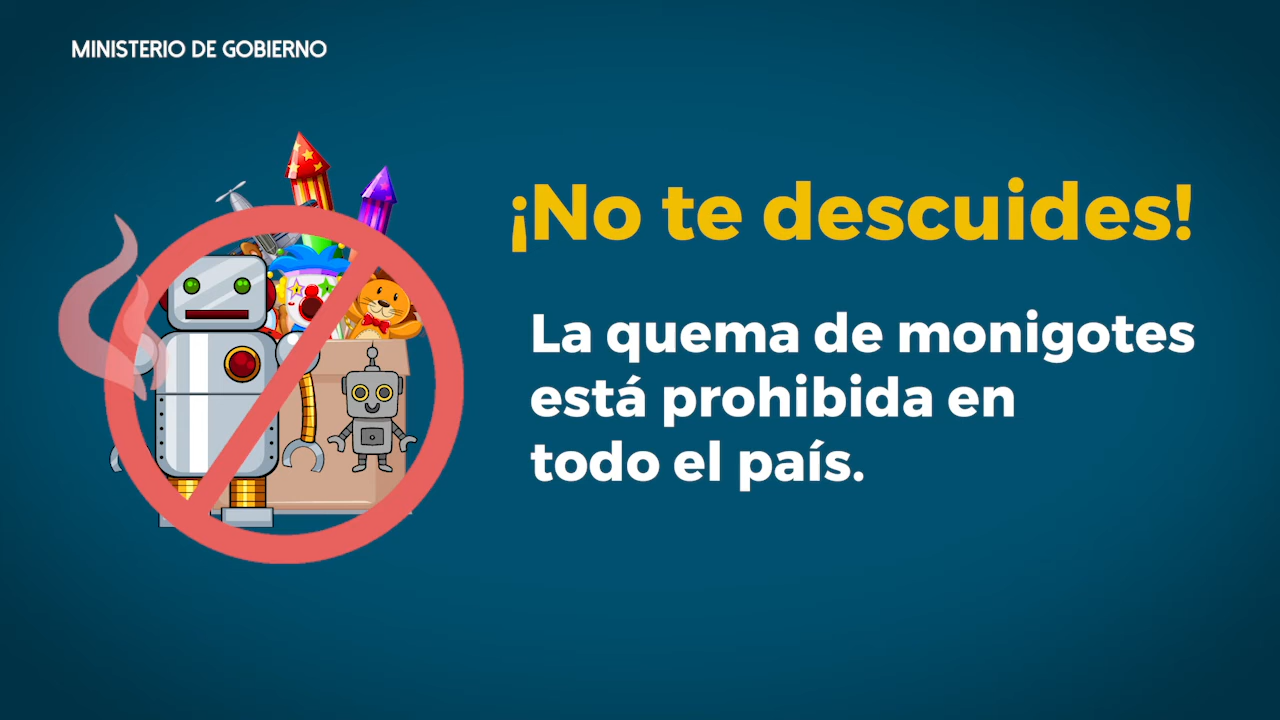 MINISTERIO DE GOBIERNO
¡No te descuides!
La quema de monigotes
está prohibida en
todo el país.